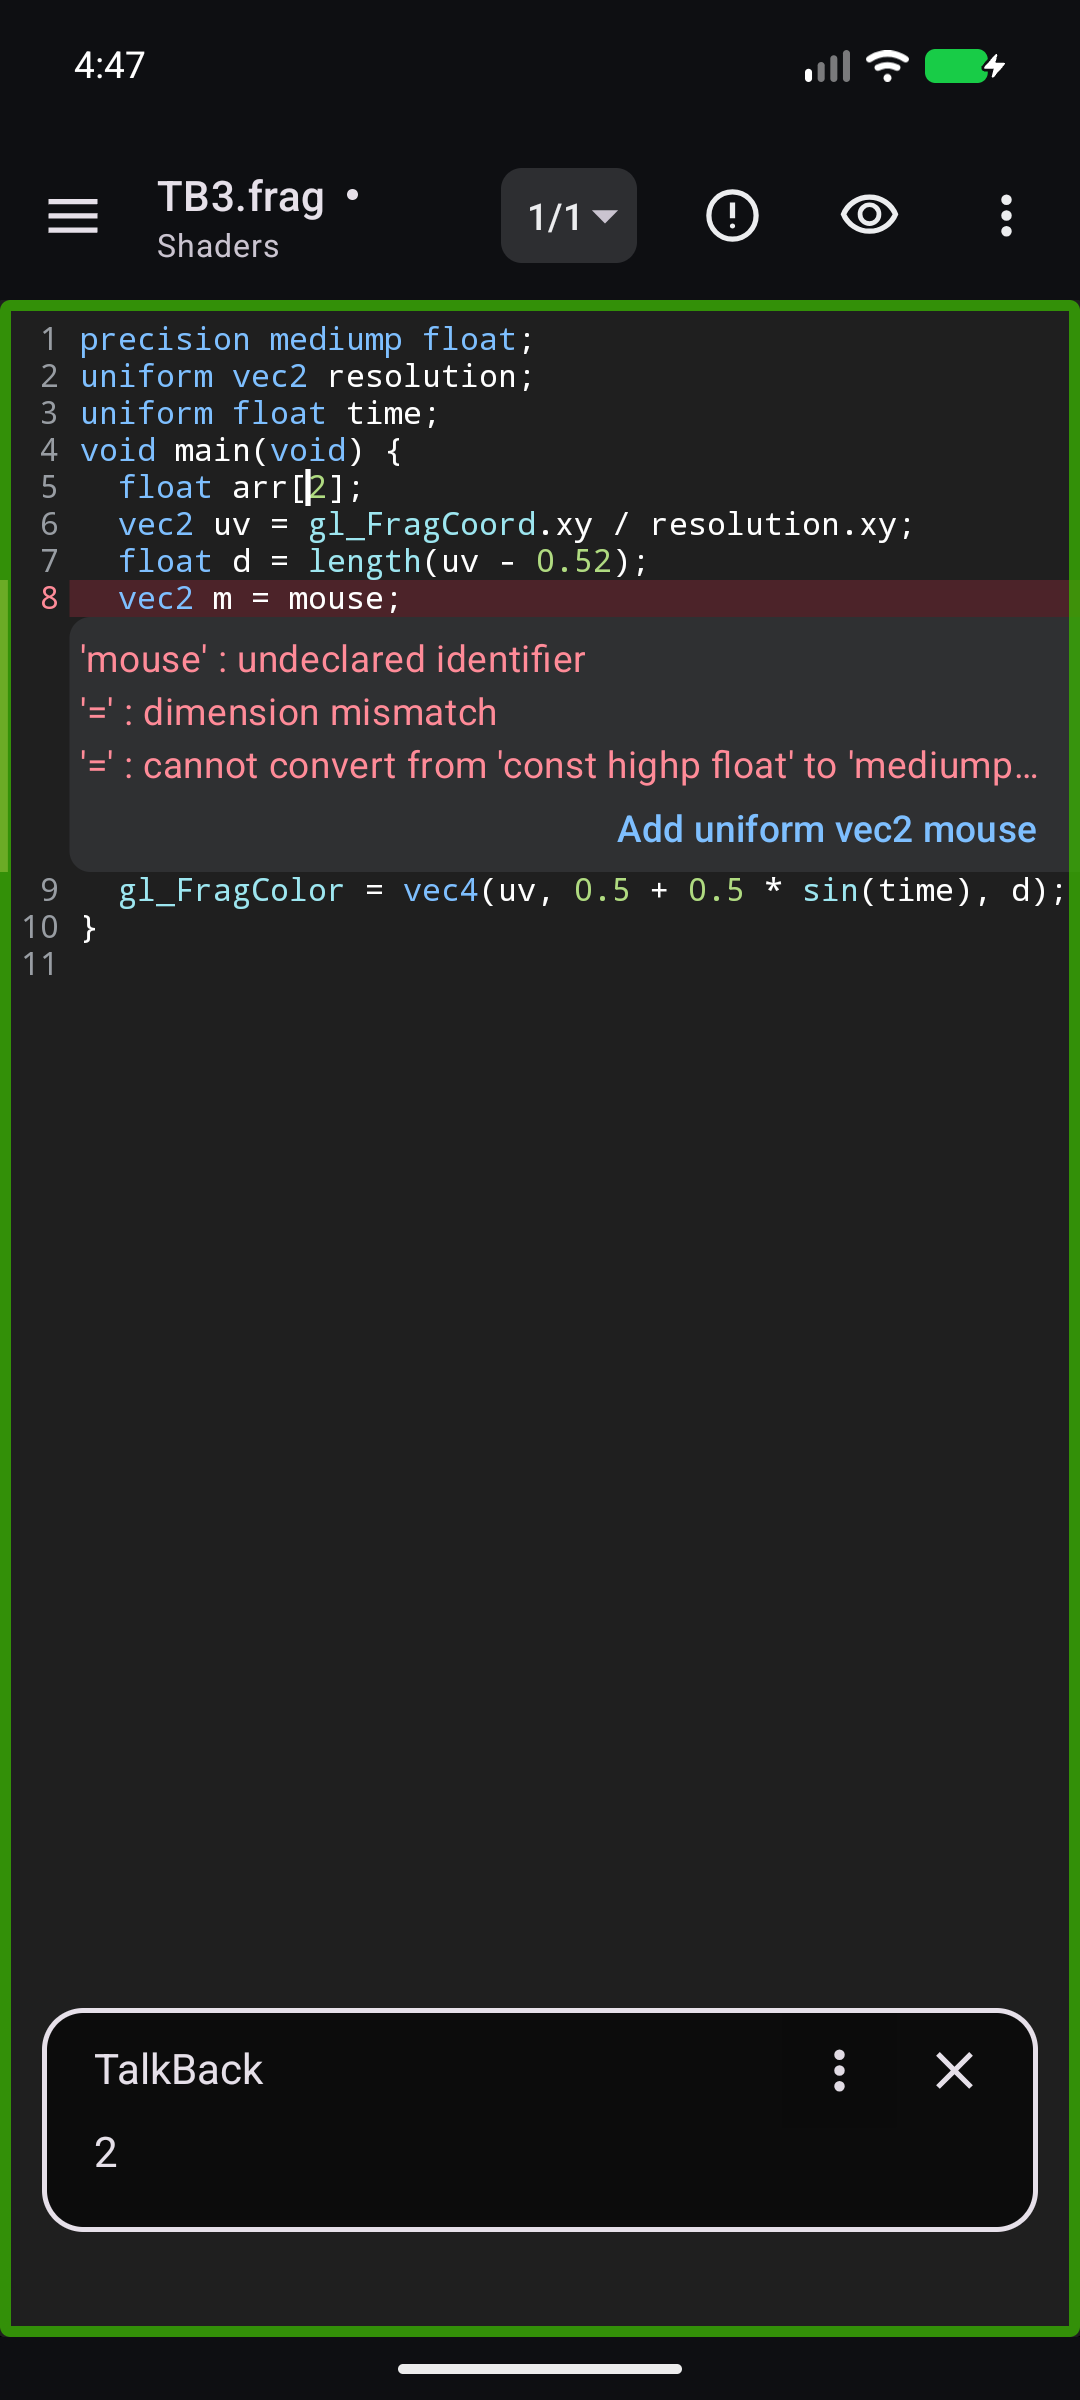 4:47
TB3.frag •
Shaders
1/1
1 precision mediump float;
2 uniform vec2 resolution;
3 uniform float time;
4 void main(void) {
5   float arr[2];
6   vec2 uv = gl_FragCoord.xy / resolution.xy;
7   float d = length(uv - 0.52);
8   vec2 m = mouse;
'mouse' : undeclared identifier
'=' : dimension mismatch
'=' : cannot convert from 'const highp float' to 'mediump...
Add uniform vec2 mouse
9   gl_FragColor = vec4(uv, 0.5 + 0.5 * sin(time), d);
10 }
11
TalkBack
2